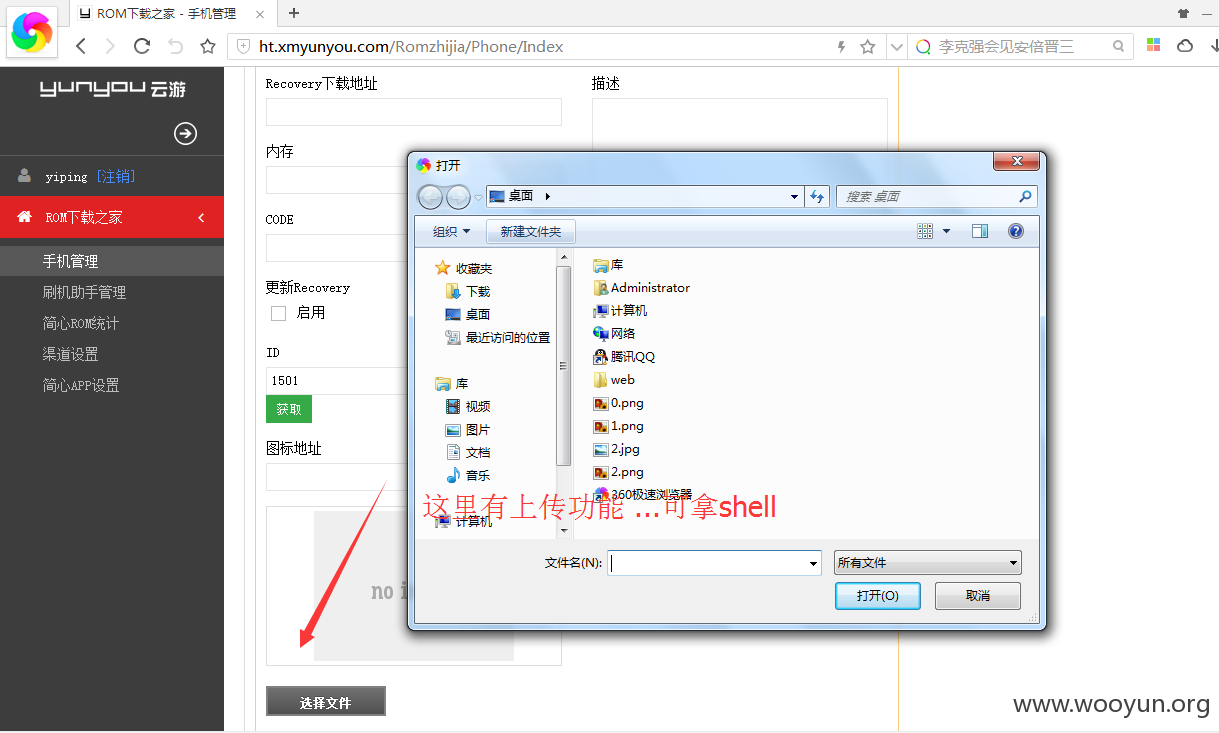 ROM下载之家 - 手机管理
ht.xmyunyou.com/Romzhijia/Phone/Index
李克强会见安倍晋三
yunyou 云游
yiping [注销]
ROM下载之家
手机管理
刷机助手管理
简心ROM统计
渠道设置
简心APP设置
Recovery下载地址
描述
内存
CODE
更新Recovery
启用
ID
1501
获取
图标地址
no i
选择文件
打开
桌面
搜索 桌面
组织
新建文件夹
收藏夹
下载
桌面
最近访问的位置
库
视频
图片
文档
音乐
计算机
库
Administrator
计算机
网络
腾讯QQ
web
0.png
1.png
2.jpg
2.png
360极速浏览器
这里有上传功能 ...可拿shell
文件名(N):
所有文件
打开(O)
取消
www.wooyun.org